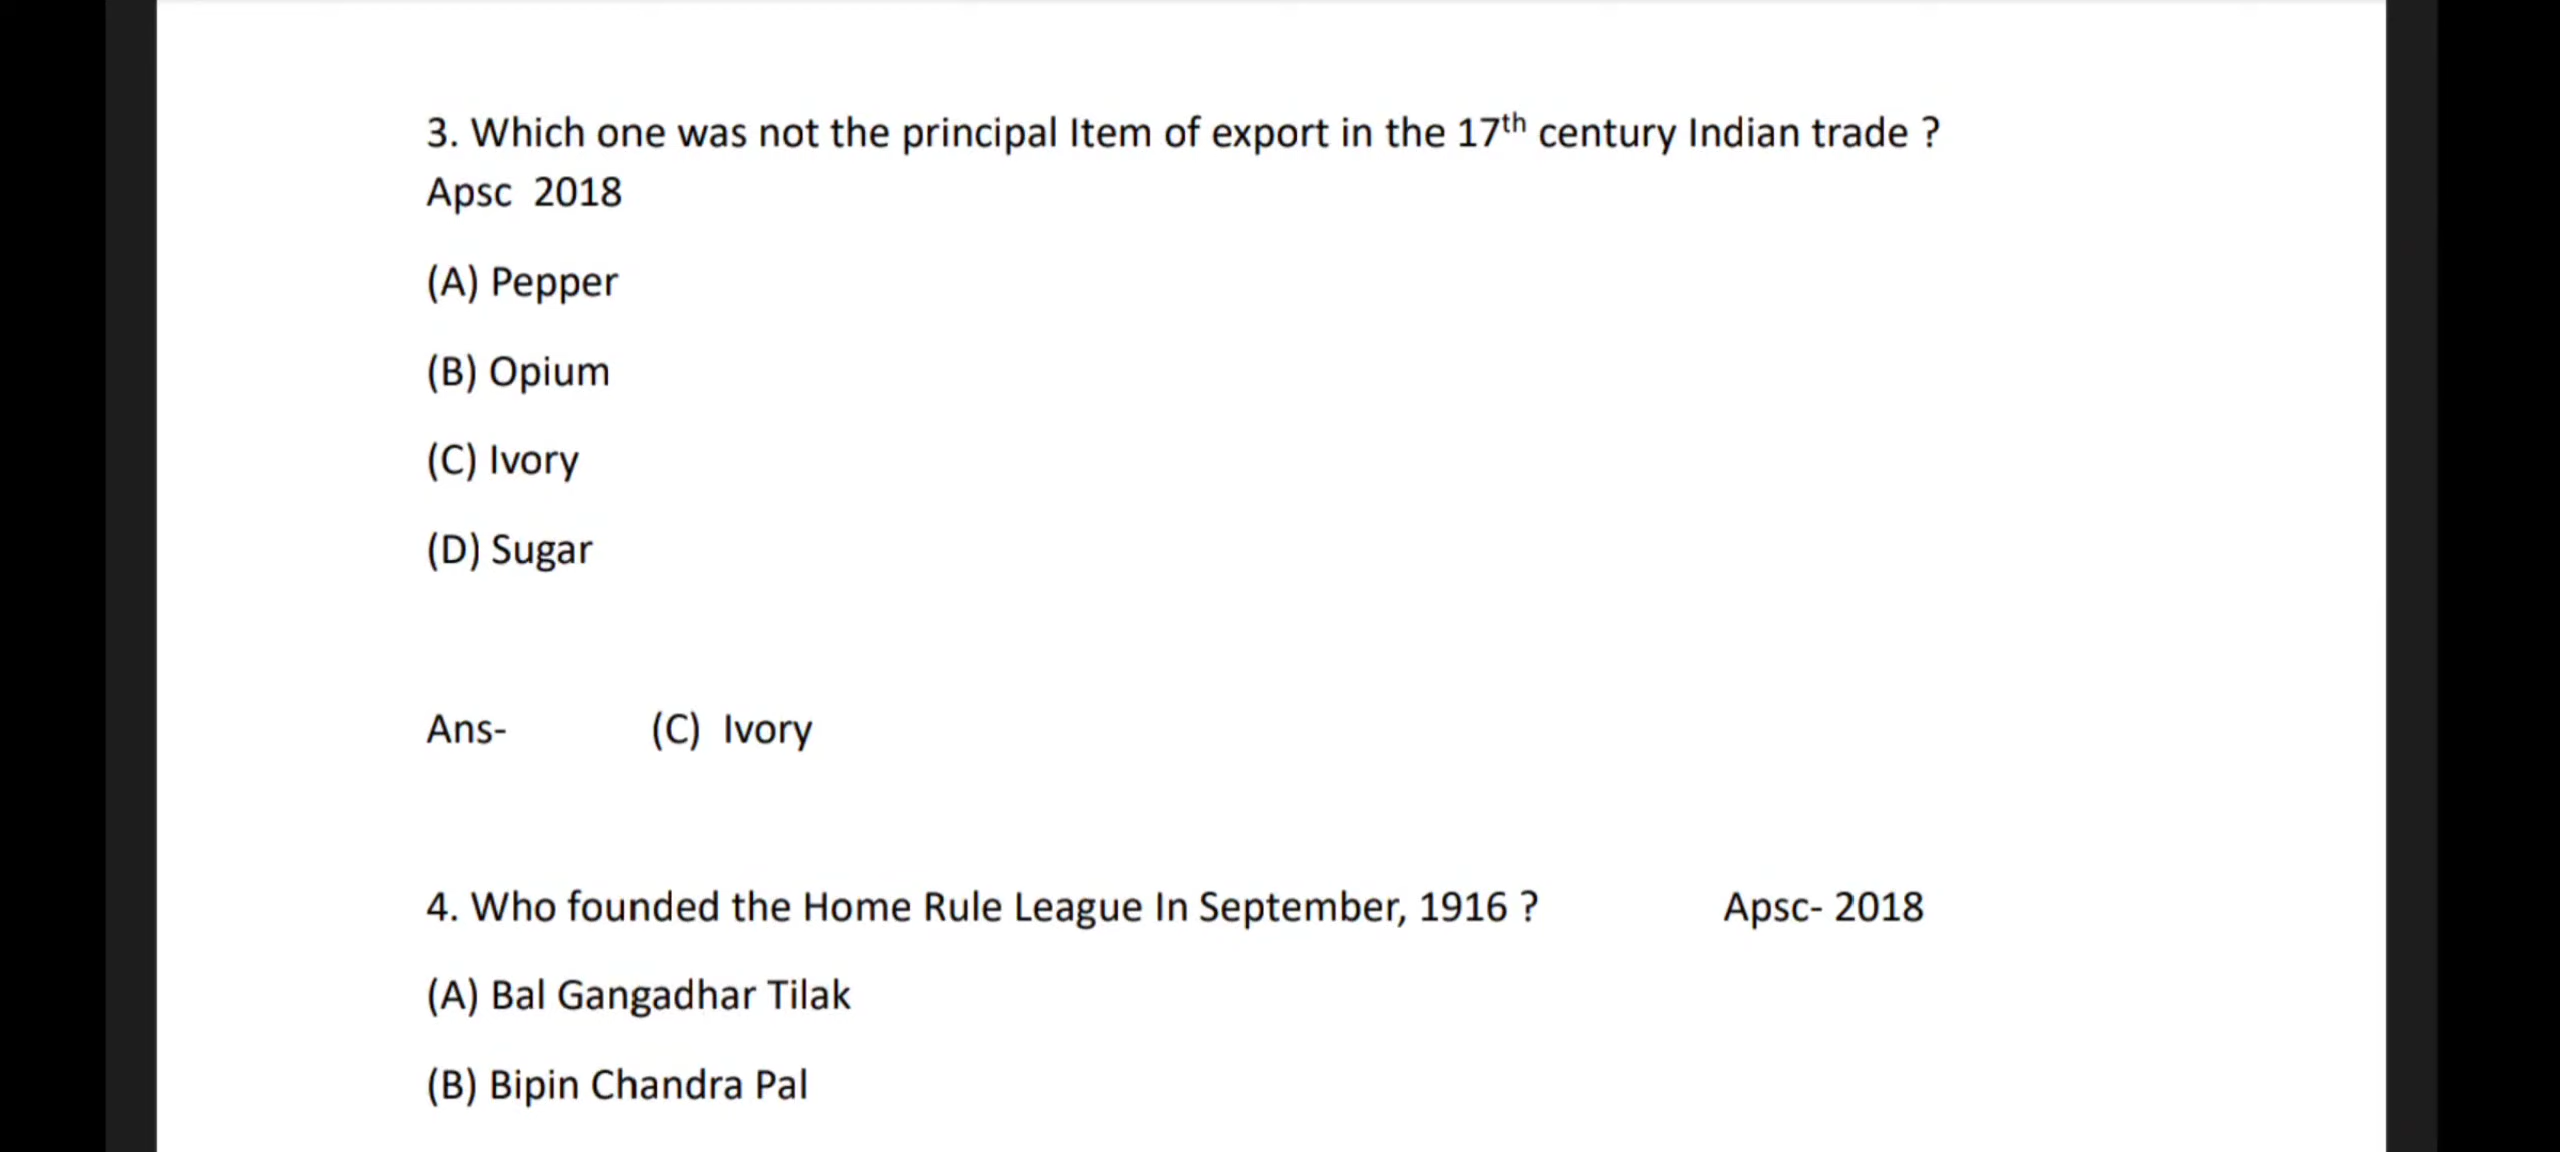 3. Which one was not the principal Item of export in the 17th century Indian trade ?
Apsc 2018
(A) Pepper
(B) Opium
(C) Ivory
(D) Sugar
Ans- (C) Ivory
4. Who founded the Home Rule League In September, 1916 ? Apsc- 2018
(A) Bal Gangadhar Tilak
(B) Bipin Chandra Pal